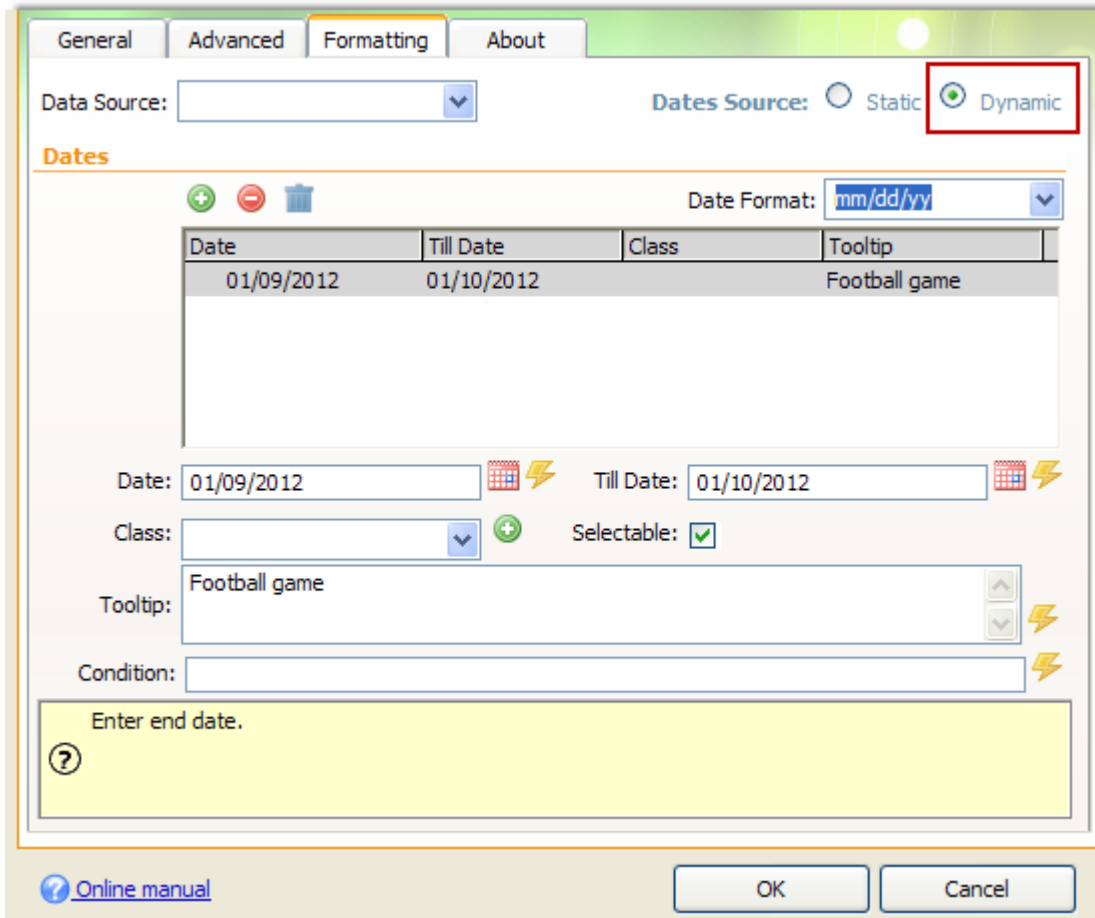 General Advanced Formatting About
Data Source: Dates Source: Static Dynamic
Dates
Date Format: mm/dd/yy
Date Till Date Class Tooltip
01/09/2012 01/10/2012 Football game
Date: 01/09/2012 Till Date: 01/10/2012
Class: Selectable:
Tooltip: Football game
Condition:
Enter end date.
?
? Online manual OK Cancel